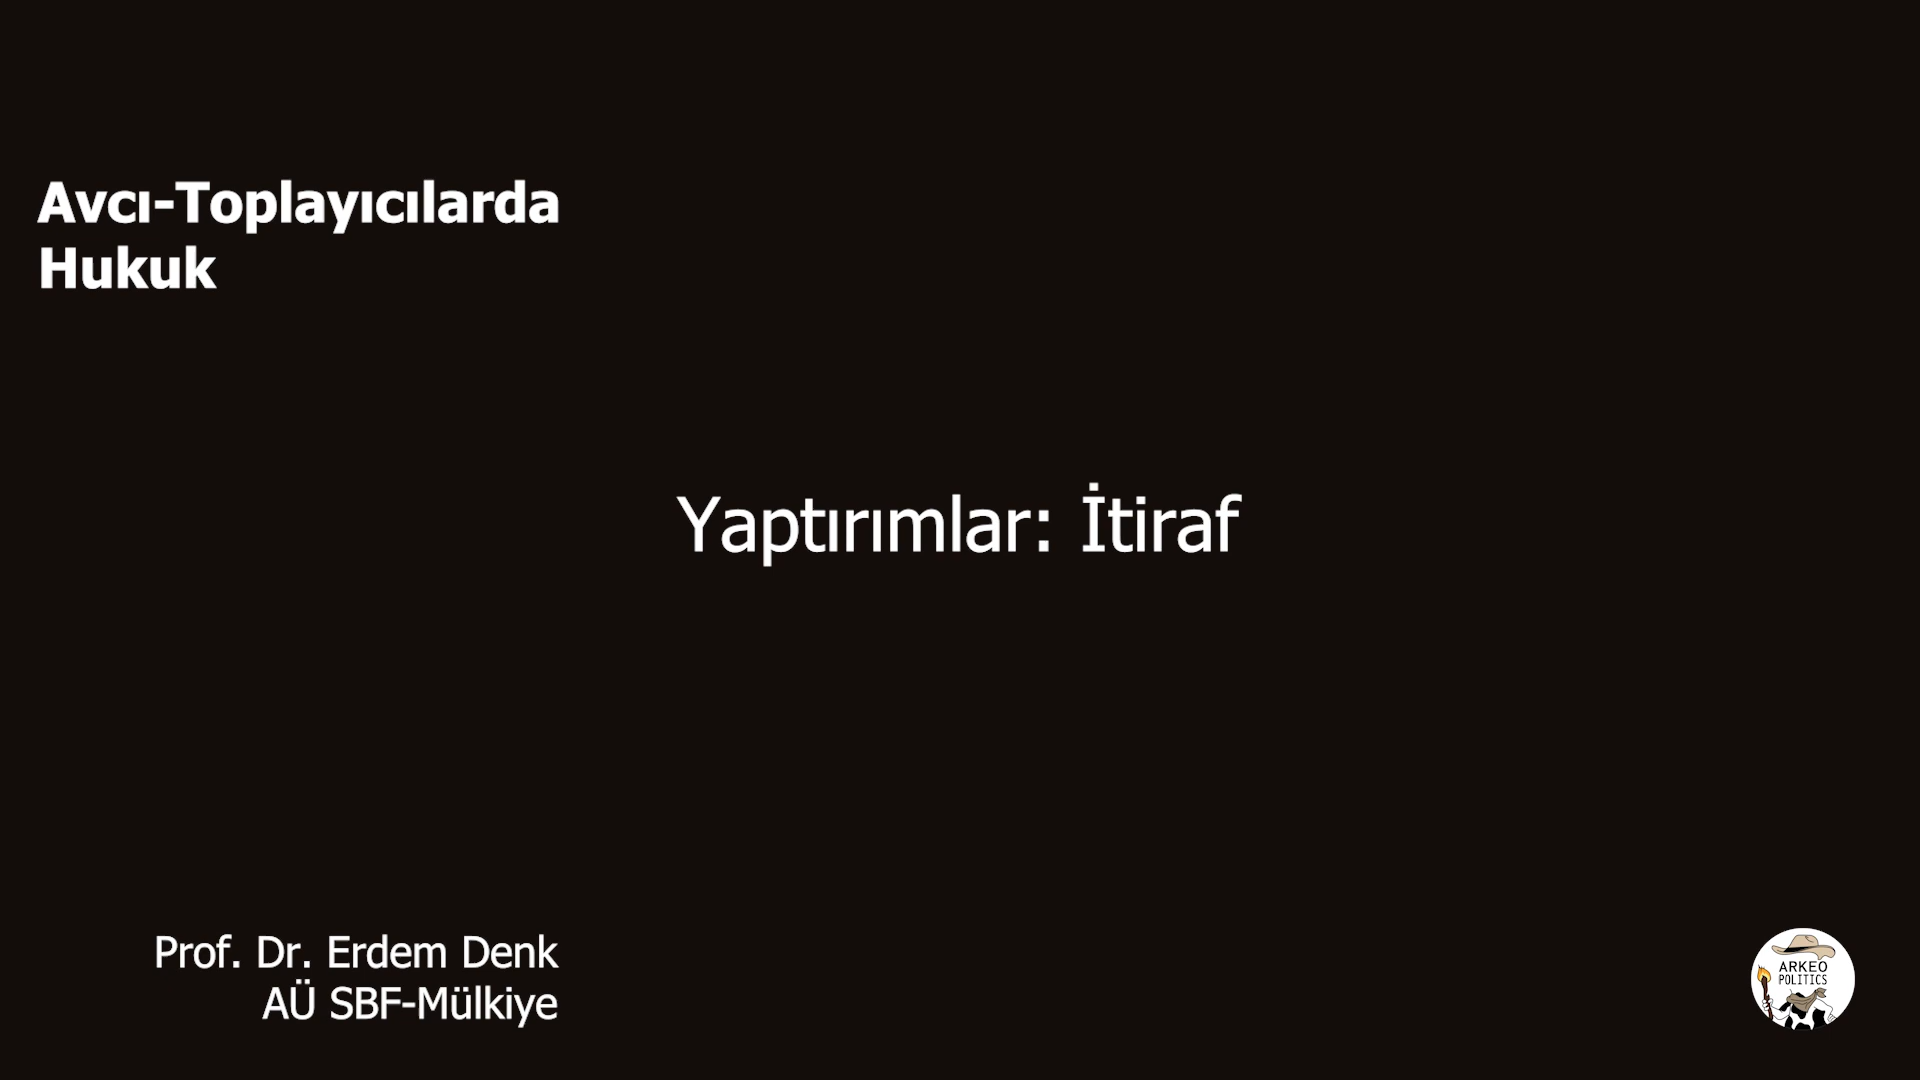 Avcı-Toplayıcılarda
Hukuk
Yaptırımlar: İtiraf
Prof. Dr. Erdem Denk
AÜ SBF-Mülkiye
ARKEO
POLITICS